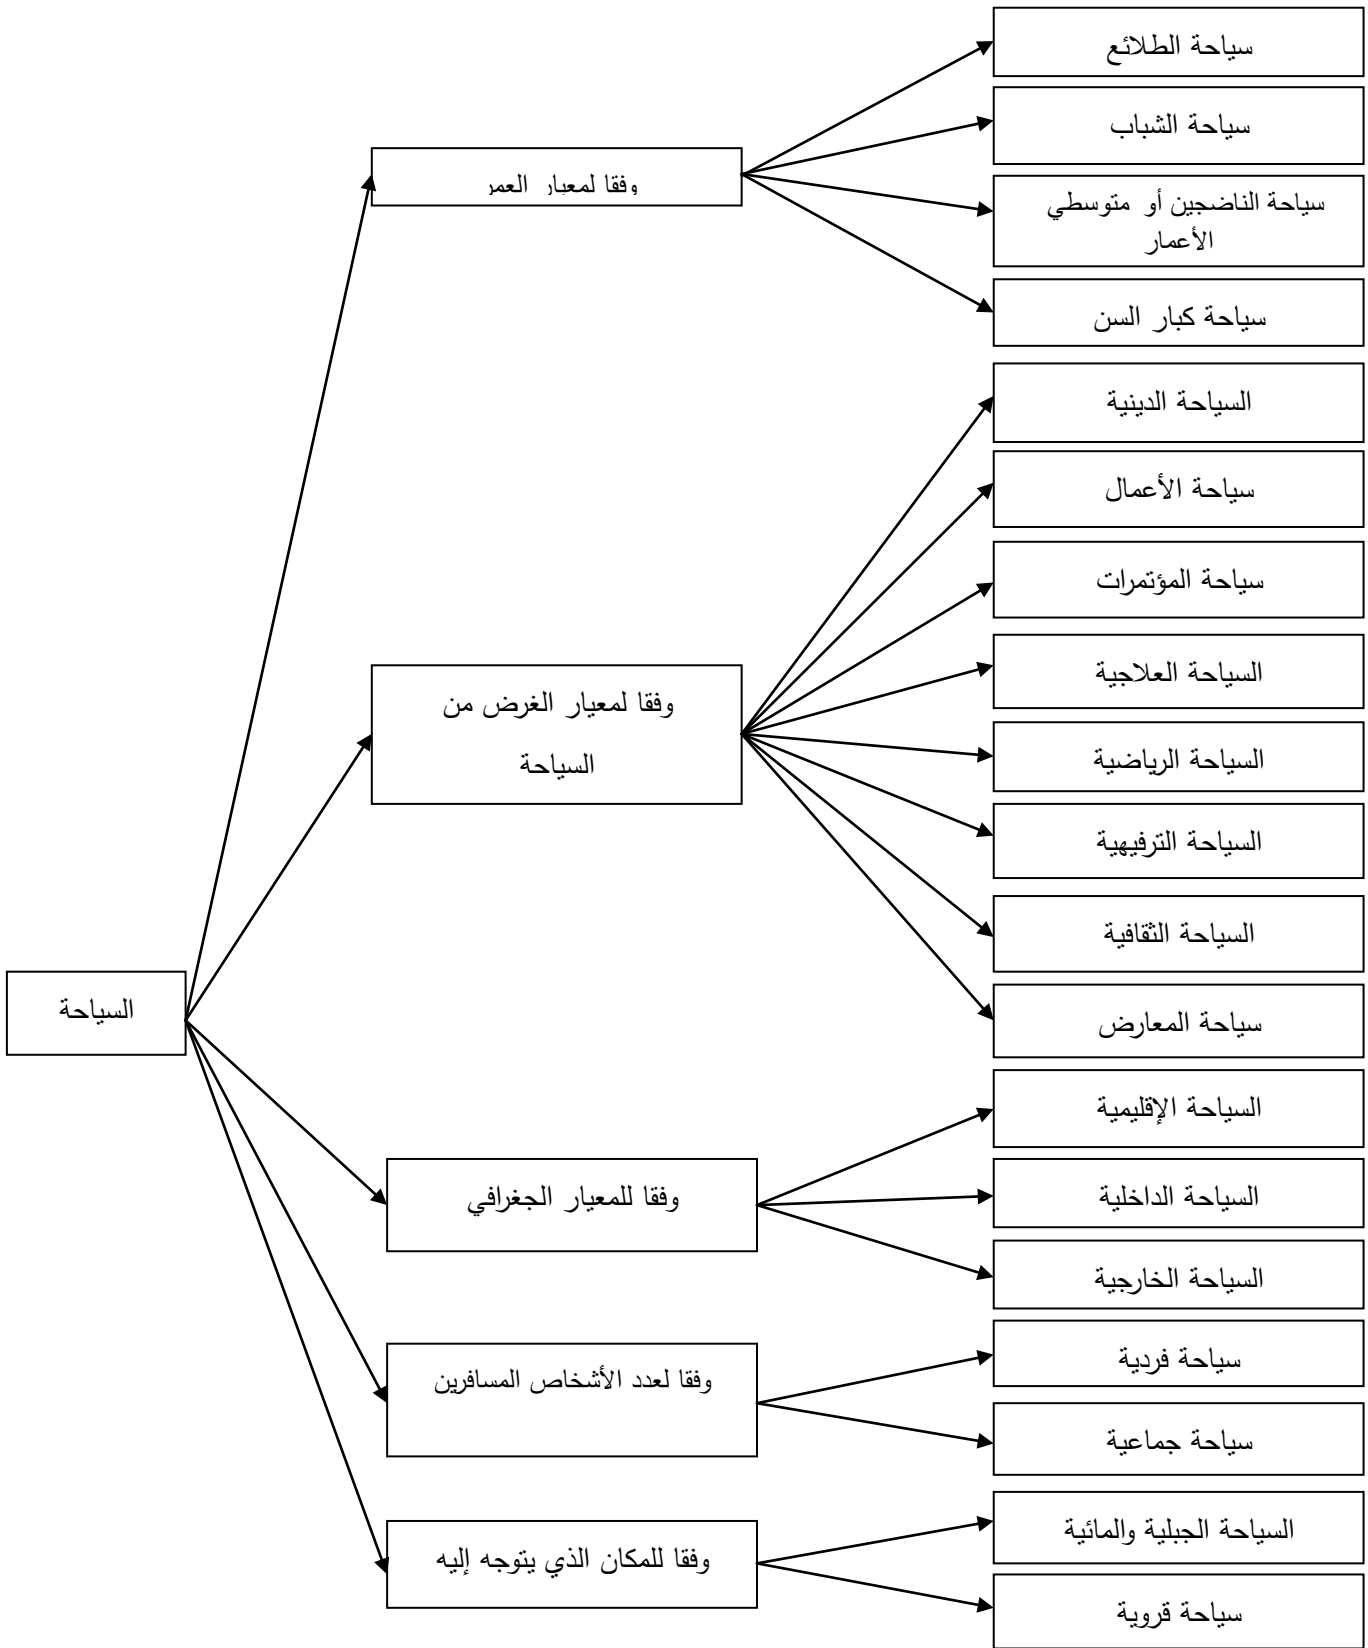 سياحة الطلائع
سياحة الشباب
وفقا لمعيار العمر
سياحة الناضجين أو متوسطي
الأعمار
سياحة كبار السن
السياحة الدينية
سياحة الأعمال
سياحة المؤتمرات
السياحة العلاجية
وفقا لمعيار الغرض من
السياحة
السياحة الرياضية
السياحة الترفيهية
السياحة الثقافية
السياحة
سياحة المعارض
السياحة الإقليمية
وفقا للمعيار الجغرافي
السياحة الداخلية
السياحة الخارجية
سياحة فردية
وفقا لعدد الأشخاص المسافرين
سياحة جماعية
السياحة الجبلية والمائية
وفقا للمكان الذي يتوجه إليه
سياحة قروية